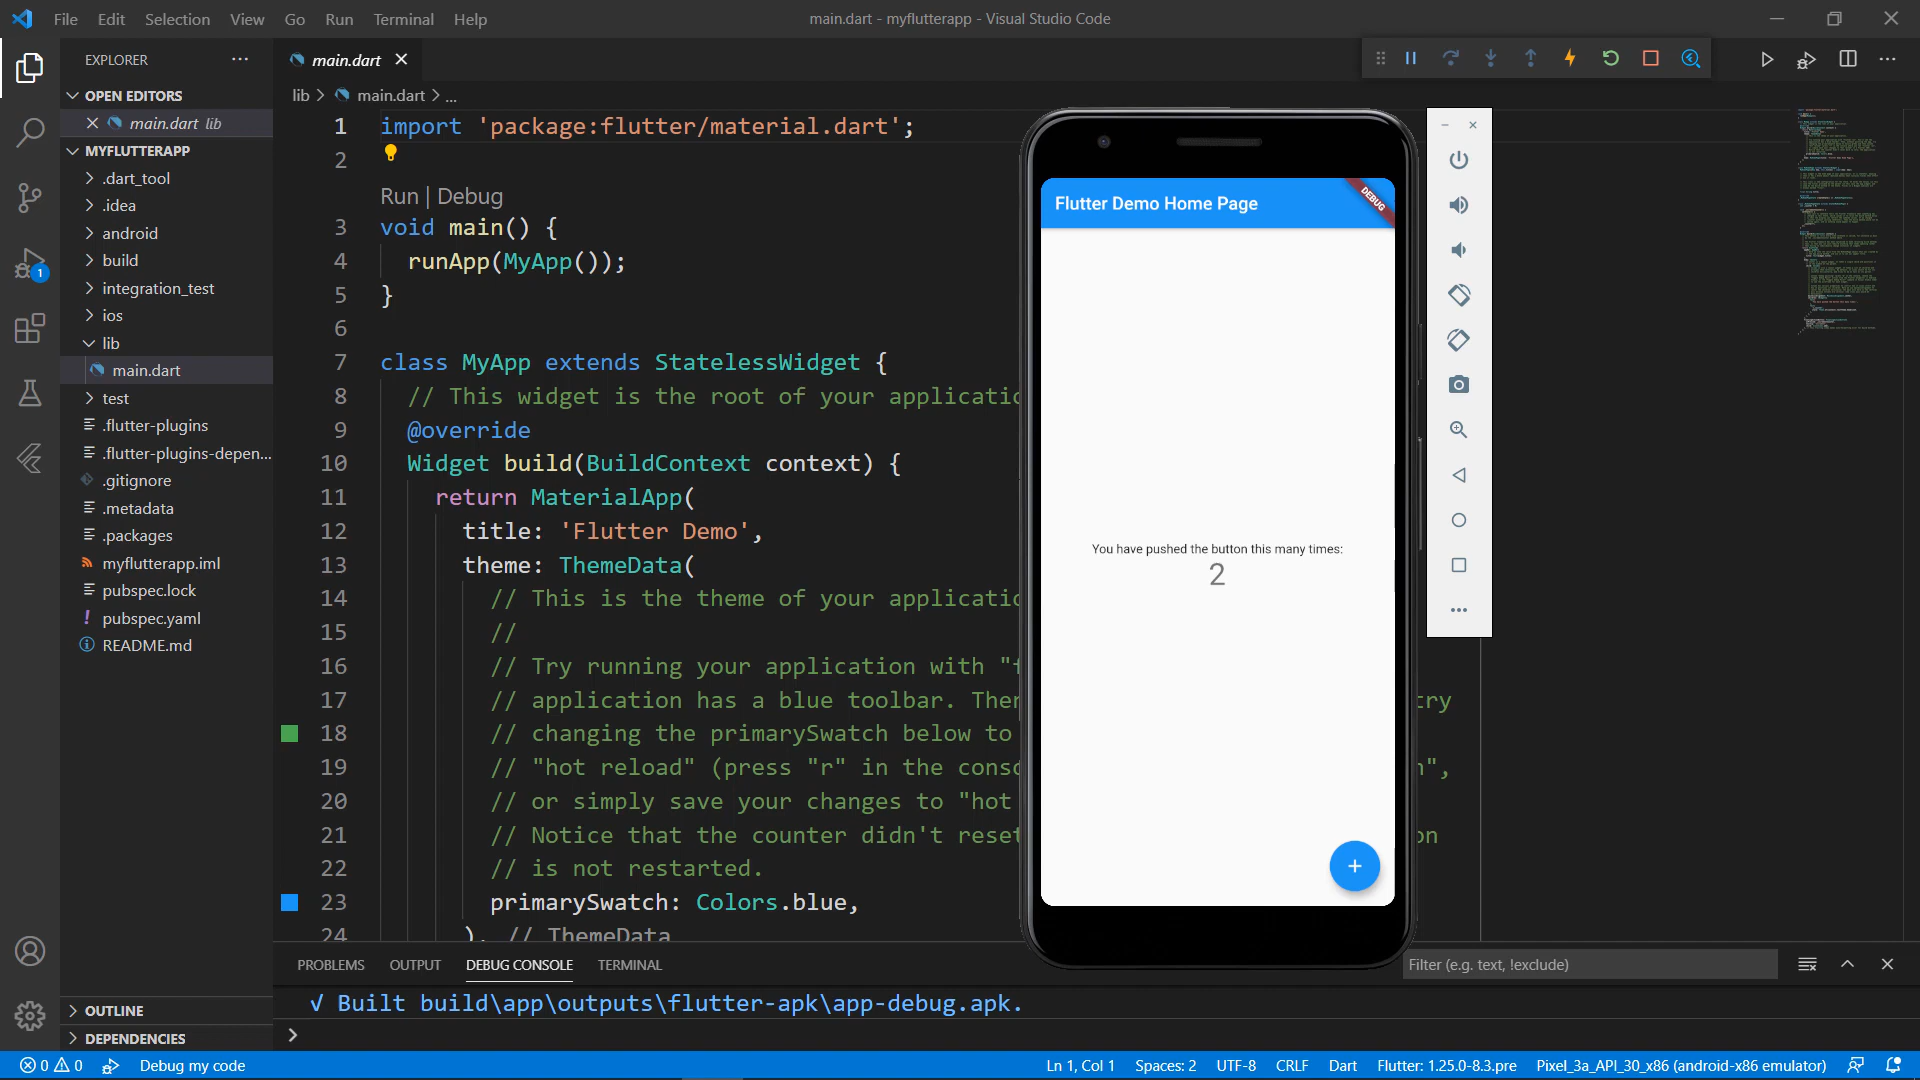 File Edit Selection View Go Run Terminal Help
main.dart - myflutterapp - Visual Studio Code
EXPLORER
OPEN EDITORS
main.dart lib
MYFLUTTERAPP
.dart_tool
.idea
android
build
integration_test
ios
lib
main.dart
test
.flutter-plugins
.flutter-plugins-depen...
.gitignore
.metadata
.packages
myflutterapp.iml
pubspec.lock
pubspec.yaml
README.md
OUTLINE
DEPENDENCIES
1
main.dart
lib > main.dart > ...
1 import 'package:flutter/material.dart';
2
Run | Debug
3 void main() {
4 runApp(MyApp());
5 }
6
7 class MyApp extends StatelessWidget {
8 // This widget is the root of your applicatio
9 @override
10 Widget build(BuildContext context) {
11 return MaterialApp(
12 title: 'Flutter Demo',
13 theme: ThemeData(
14 // This is the theme of your applicatio
15 //
16 // Try running your application with "f
17 // application has a blue toolbar. Ther try
18 // changing the primarySwatch below to
19 // "hot reload" (press "r" in the conso n",
20 // or simply save your changes to "hot
21 // Notice that the counter didn't reset on
22 // is not restarted.
23 primarySwatch: Colors.blue,
24 ), // ThemeData
Flutter Demo Home Page
DEBUG
You have pushed the button this many times:
2
+
PROBLEMS OUTPUT DEBUG CONSOLE TERMINAL
Filter (e.g. text, !exclude)
√ Built build\app\outputs\flutter-apk\app-debug.apk.
>
0 0 Debug my code
Ln 1, Col 1 Spaces: 2 UTF-8 CRLF Dart Flutter: 1.25.0-8.3.pre Pixel_3a_API_30_x86 (android-x86 emulator)